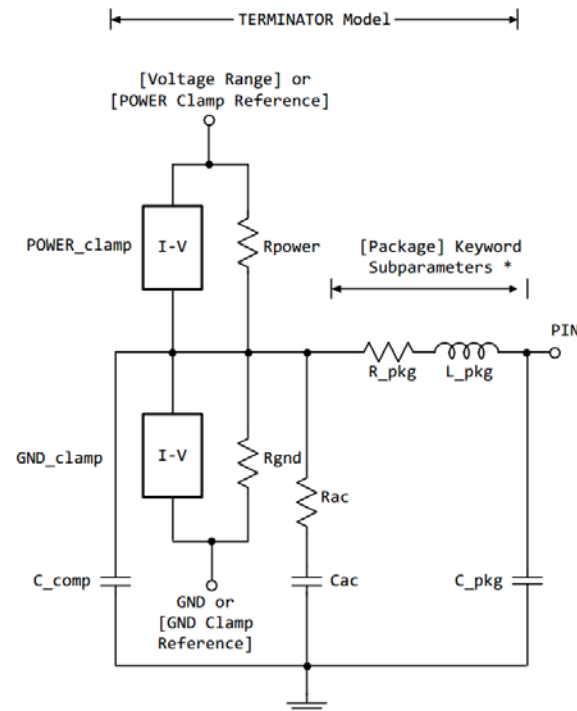 TERMINATOR Model
[Voltage Range] or
[POWER Clamp Reference]
POWER_clamp
I-V
Rpower
[Package] Keyword
Subparameters *
PIN
R_pkg
L_pkg
GND_clamp
I-V
Rgnd
Rac
C_comp
Cac
C_pkg
GND or
[GND Clamp
Reference]